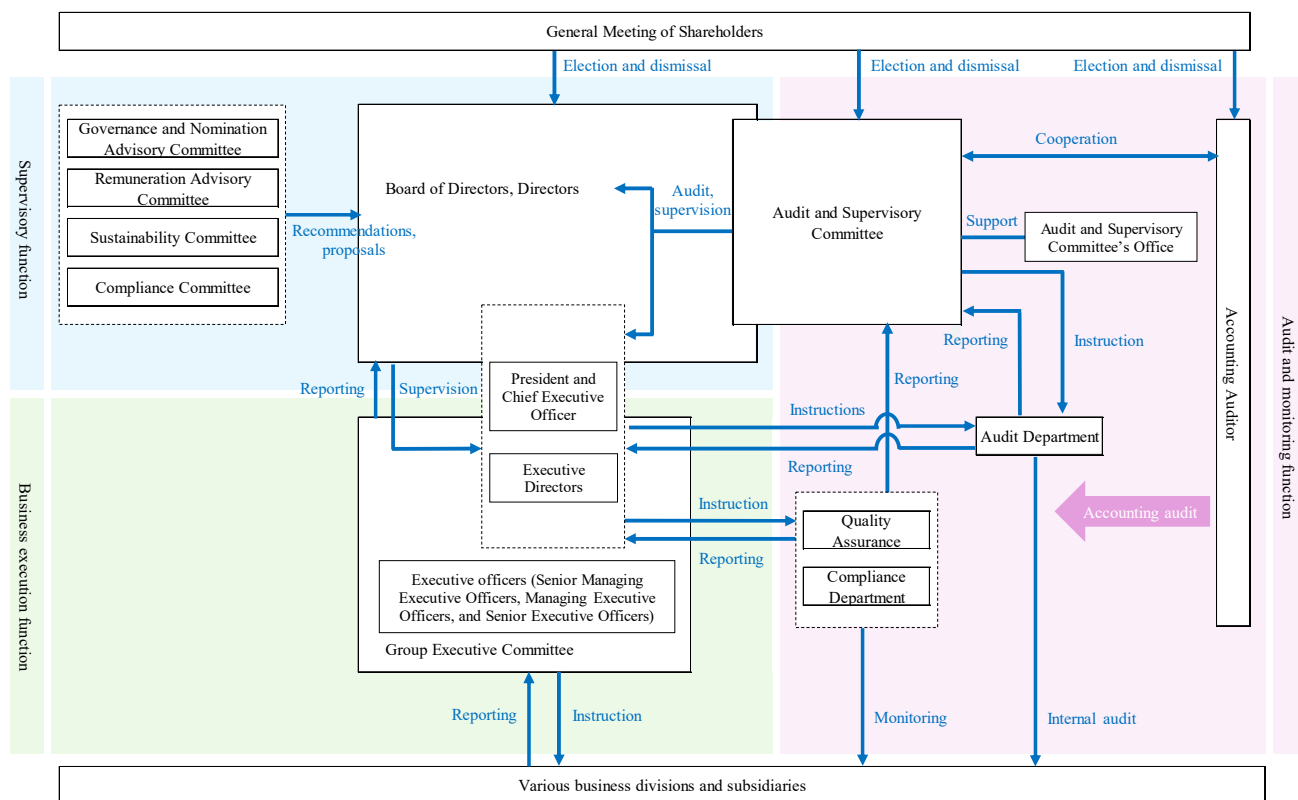 General Meeting of Shareholders
Election and dismissal
Election and dismissal
Election and dismissal
Supervisory function
Governance and Nomination
Advisory Committee
Remuneration Advisory
Committee
Sustainability Committee
Compliance Committee
Recommendations,
proposals
Board of Directors, Directors
Audit,
supervision
Audit and Supervisory
Committee
Cooperation
Support
Audit and Supervisory
Committee's Office
Accounting Auditor
Audit and monitoring function
Reporting
Instruction
Reporting
Reporting
Supervision
President and
Chief Executive
Officer
Instructions
Audit Department
Reporting
Executive
Directors
Business execution function
Instruction
Reporting
Quality
Assurance
Compliance
Department
Accounting audit
Executive officers (Senior Managing
Executive Officers, Managing Executive
Officers, and Senior Executive Officers)
Group Executive Committee
Reporting
Instruction
Monitoring
Internal audit
Various business divisions and subsidiaries